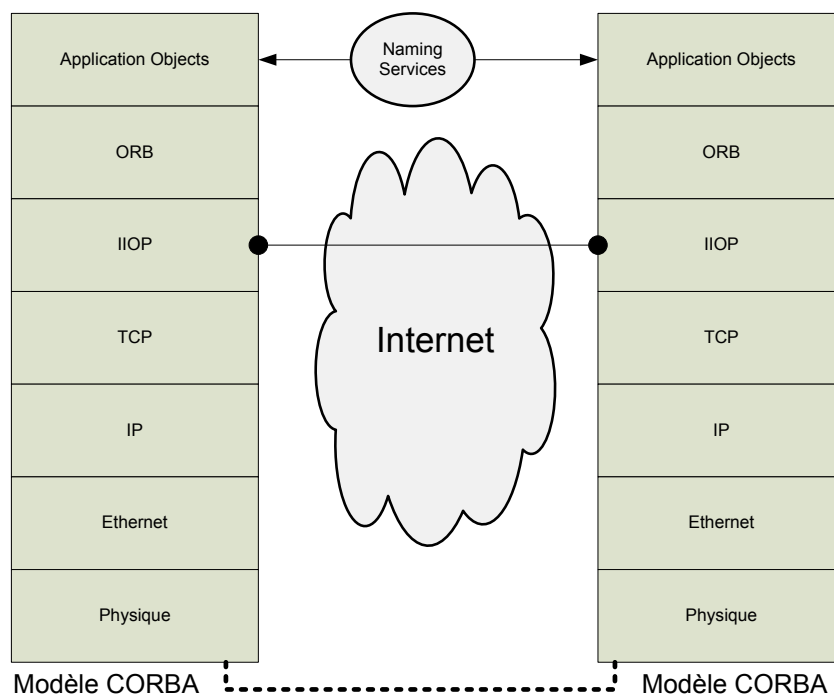 Application Objects
Naming
Services
Application Objects
ORB
ORB
IIOP
IIOP
TCP
Internet
TCP
IP
IP
Ethernet
Ethernet
Physique
Physique
Modèle CORBA
Modèle CORBA